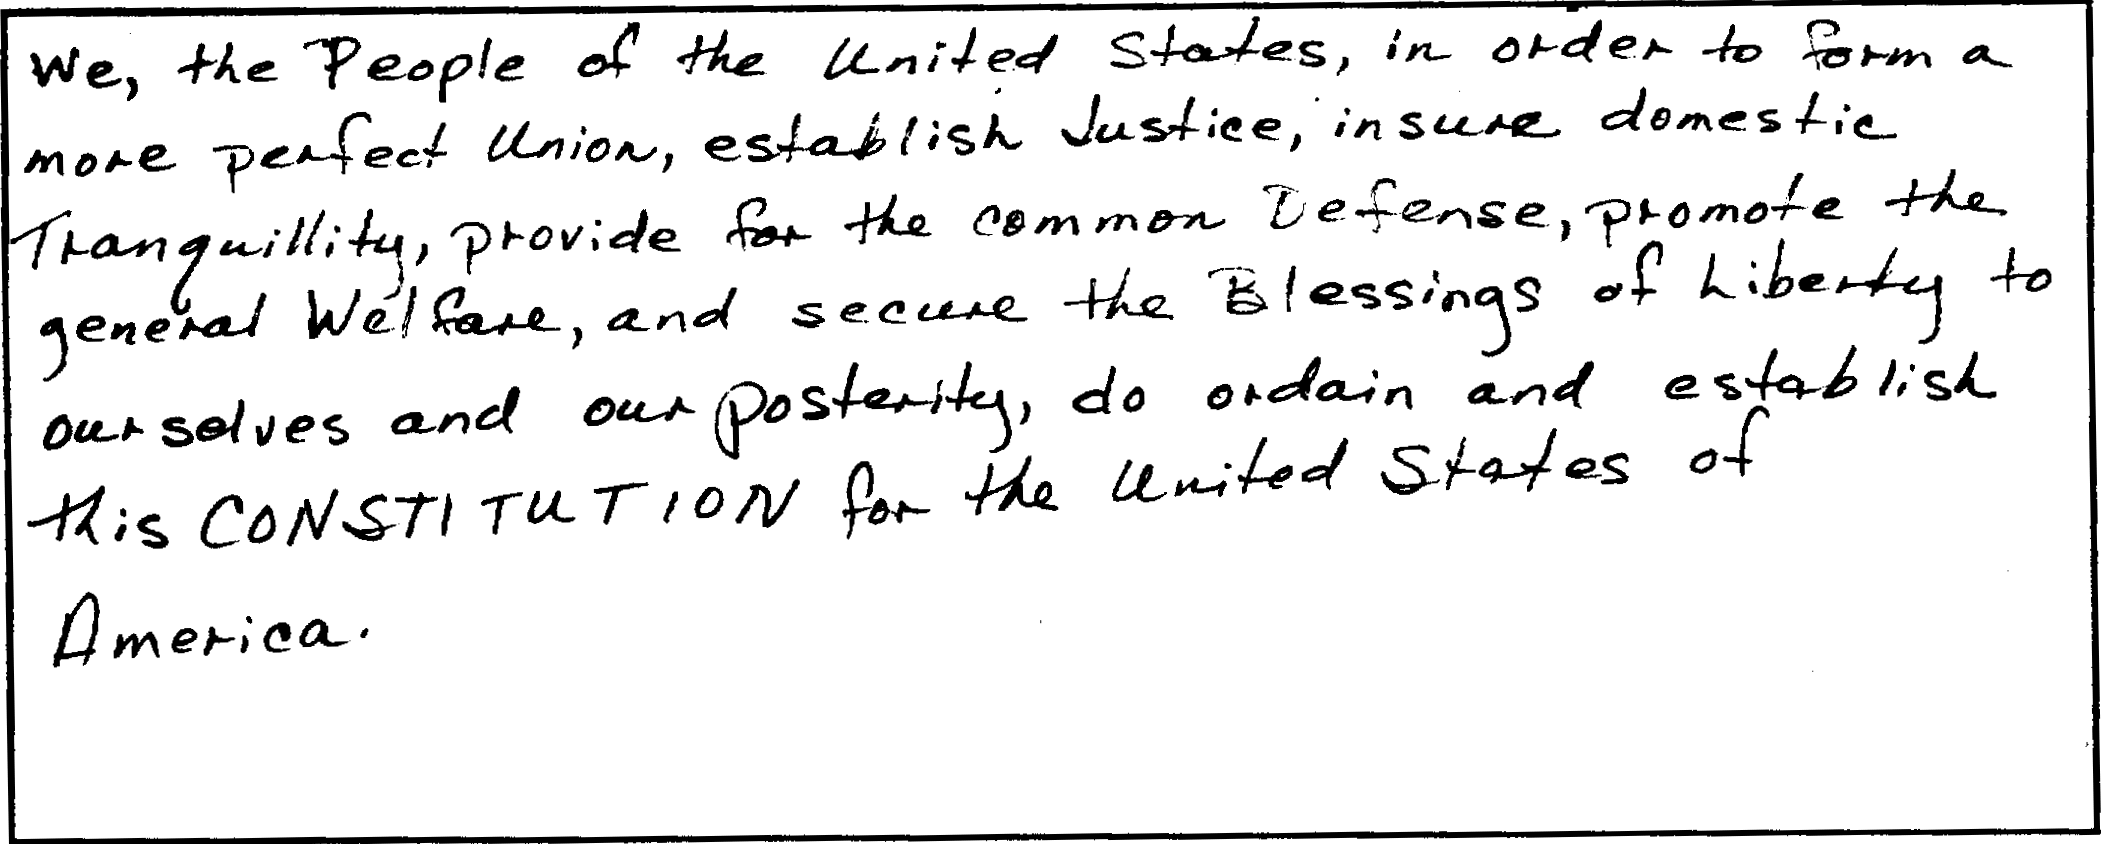 We, the People of the United States, in order to form a
more perfect Union, establish Justice, insure domestic
Tranquillity, provide for the common Defense, promote the
general Welfare, and secure the Blessings of Liberty to
ourselves and our posterity, do ordain and establish
this CONSTITUTION for the United States of
America.